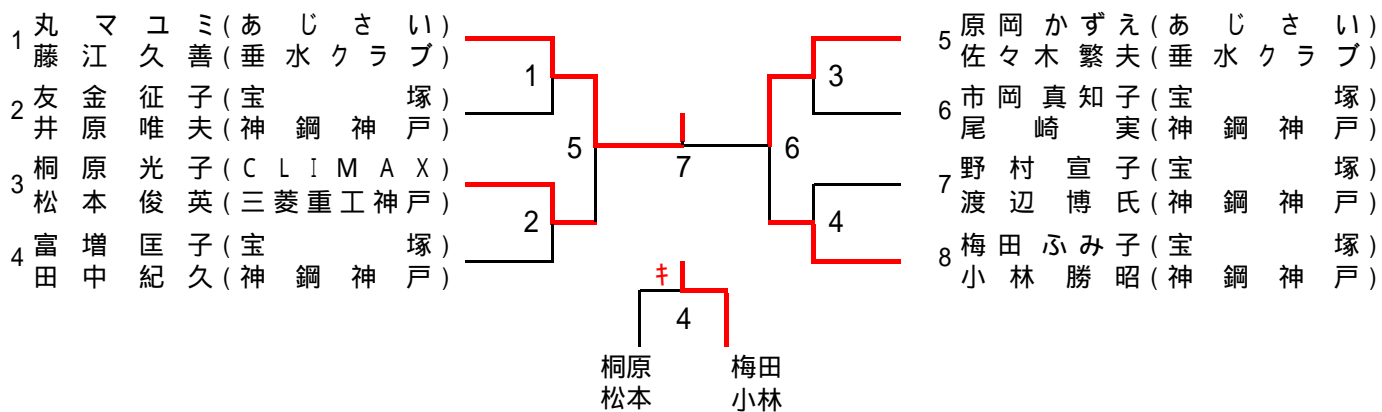 1 丸マユミ(あじさい)
藤江久善(垂水クラブ)
2 友金征子(宝塚)
井原唯夫(神鋼神戸)
3 桐原光子(CLIMAX)
松本俊英(三菱重工神戸)
4 富増匡子(宝塚)
田中紀久(神鋼神戸)
1
2
5
7
6
3
4
5 原岡かずえ(あじさい)
佐々木繁夫(垂水クラブ)
6 市岡真知子(宝塚)
尾崎実(神鋼神戸)
7 野村宣子(宝塚)
渡辺博氏(神鋼神戸)
8 梅田ふみ子(宝塚)
小林勝昭(神鋼神戸)
キ
4
桐原 梅田
松本 小林